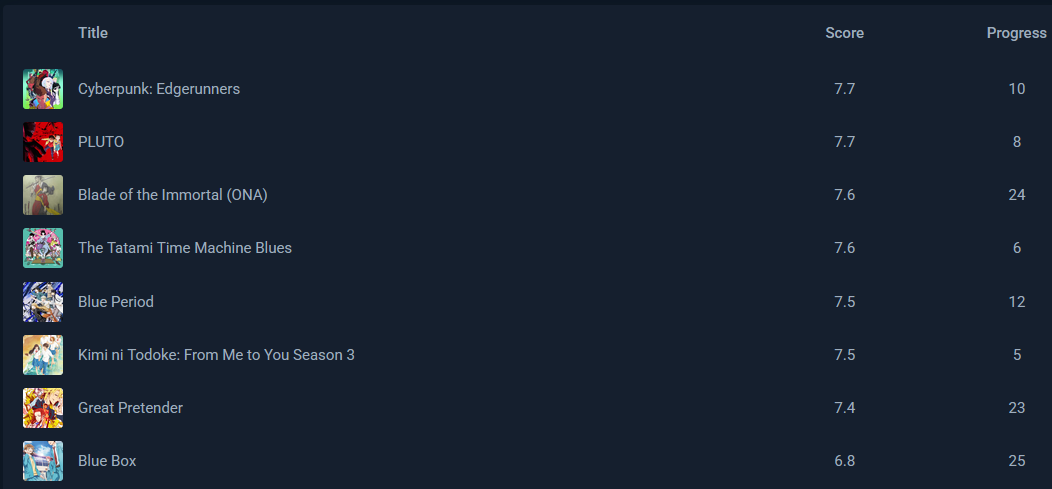 Title Score Progress
Cyberpunk: Edgerunners 7.7 10
PLUTO 7.7 8
Blade of the Immortal (ONA) 7.6 24
The Tatami Time Machine Blues 7.6 6
Blue Period 7.5 12
Kimi ni Todoke: From Me to You Season 3 7.5 5
Great Pretender 7.4 23
Blue Box 6.8 25